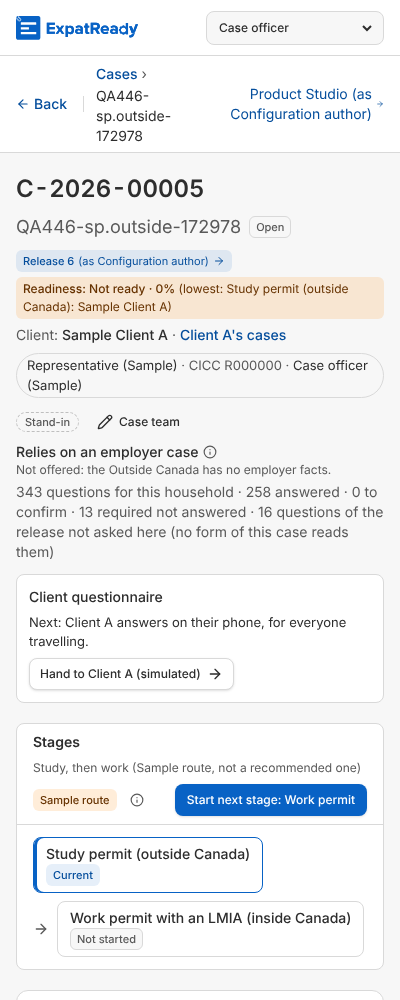 ExpatReady
Case officer
← Back
Cases ›
QA446-
sp.outside-
172978
Product Studio (as
Configuration author) →
C-2026-00005
QA446-sp.outside-172978 Open
Release 6 (as Configuration author) →
Readiness: Not ready · 0% (lowest: Study permit (outside
Canada): Sample Client A)
Client: Sample Client A · Client A's cases
Representative (Sample) · CICC R000000 · Case officer
(Sample)
Stand-in Case team
Relies on an employer case
Not offered: the Outside Canada has no employer facts.
343 questions for this household · 258 answered · 0 to
confirm · 13 required not answered · 16 questions of the
release not asked here (no form of this case reads
them)
Client questionnaire
Next: Client A answers on their phone, for everyone
travelling.
Hand to Client A (simulated) →
Stages
Study, then work (Sample route, not a recommended one)
Sample route Start next stage: Work permit
Study permit (outside Canada)
Current
→ Work permit with an LMIA (inside Canada)
Not started